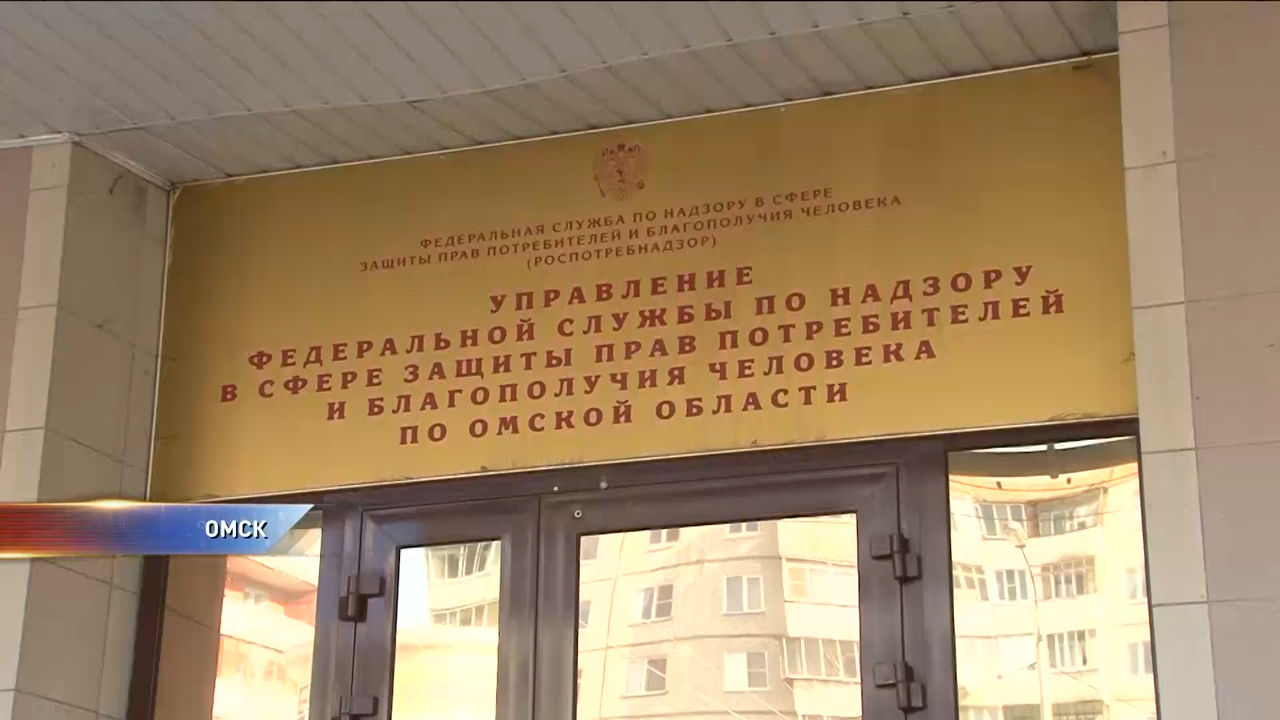 ФЕДЕРАЛЬНАЯ СЛУЖБА ПО НАДЗОРУ В СФЕРЕ
ЗАЩИТЫ ПРАВ ПОТРЕБИТЕЛЕЙ И БЛАГОПОЛУЧИЯ ЧЕЛОВЕКА
(РОСПОТРЕБНАДЗОР)
УПРАВЛЕНИЕ
ФЕДЕРАЛЬНОЙ СЛУЖБЫ ПО НАДЗОРУ
В СФЕРЕ ЗАЩИТЫ ПРАВ ПОТРЕБИТЕЛЕЙ
И БЛАГОПОЛУЧИЯ ЧЕЛОВЕКА
ПО ОМСКОЙ ОБЛАСТИ
ОМСК